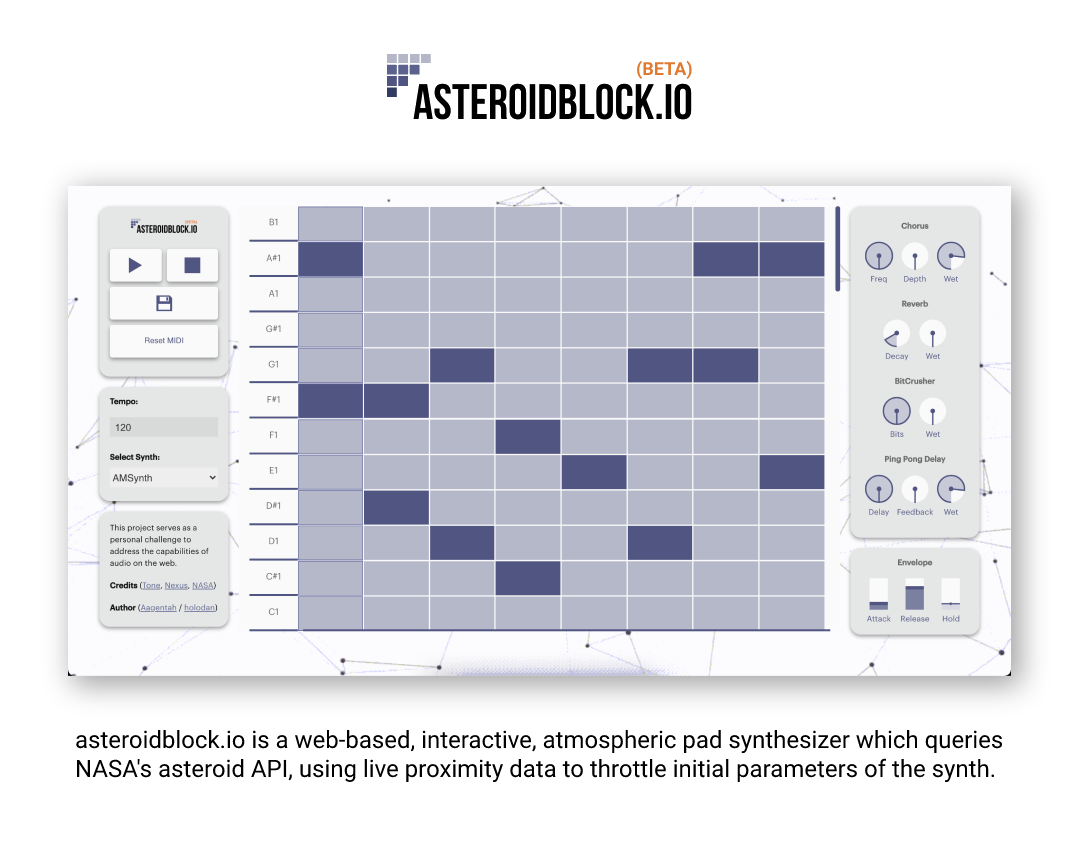 (BETA)
ASTEROIDBLOCK.IO
(BETA)
ASTEROIDBLOCK.IO
Reset MIDI
Tempo:
120
Select Synth:
AMSynth
This project serves as a
personal challenge to
address the capabilities of
audio on the web.
Credits (Tone, Nexus, NASA)
Author (Aaqentah / holodan)
B1
A#1
A1
G#1
G1
F#1
F1
E1
D#1
D1
C#1
C1
Chorus
Freq Depth Wet
Reverb
Decay Wet
BitCrusher
Bits Wet
Ping Pong Delay
Delay Feedback Wet
Envelope
Attack Release Hold
asteroidblock.io is a web-based, interactive, atmospheric pad synthesizer which queries
NASA's asteroid API, using live proximity data to throttle initial parameters of the synth.